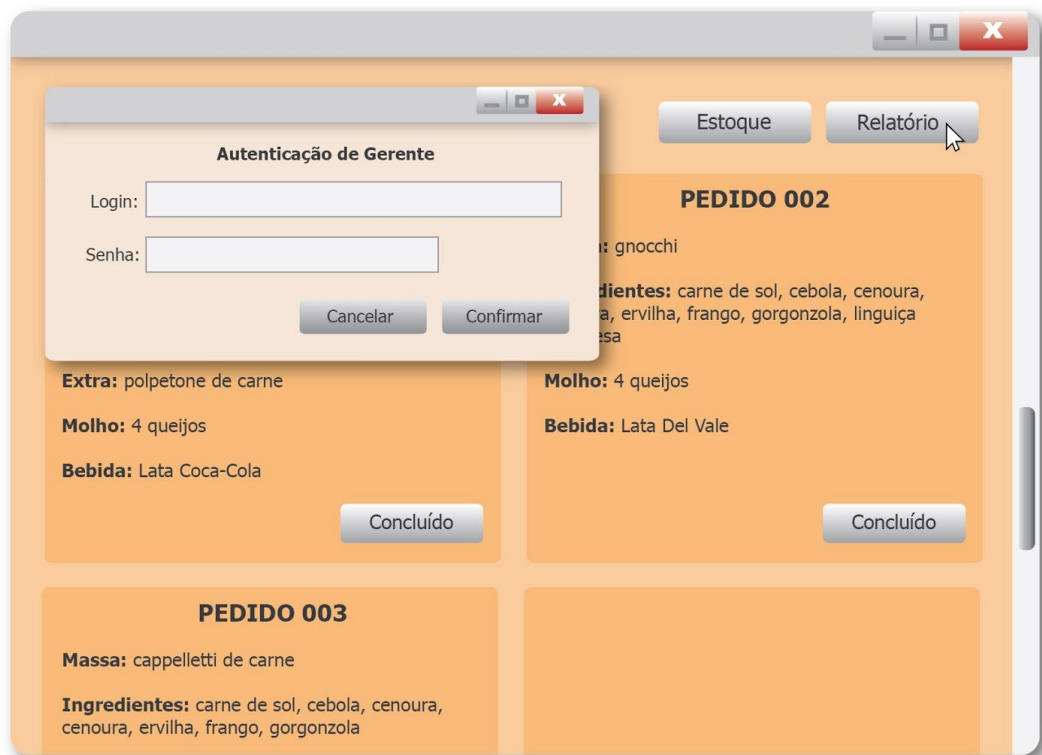 Estoque
Relatório
Autenticação de Gerente
Login:
Senha:
Cancelar
Confirmar
Extra: polpetone de carne
Molho: 4 queijos
Bebida: Lata Coca-Cola
Concluído
PEDIDO 002
gnocchi
carne de sol, cebola, cenoura,
ervilha, frango, gorgonzola, linguiça
Molho: 4 queijos
Bebida: Lata Del Vale
Concluído
PEDIDO 003
Massa: cappelletti de carne
Ingredientes: carne de sol, cebola, cenoura,
cenoura, ervilha, frango, gorgonzola